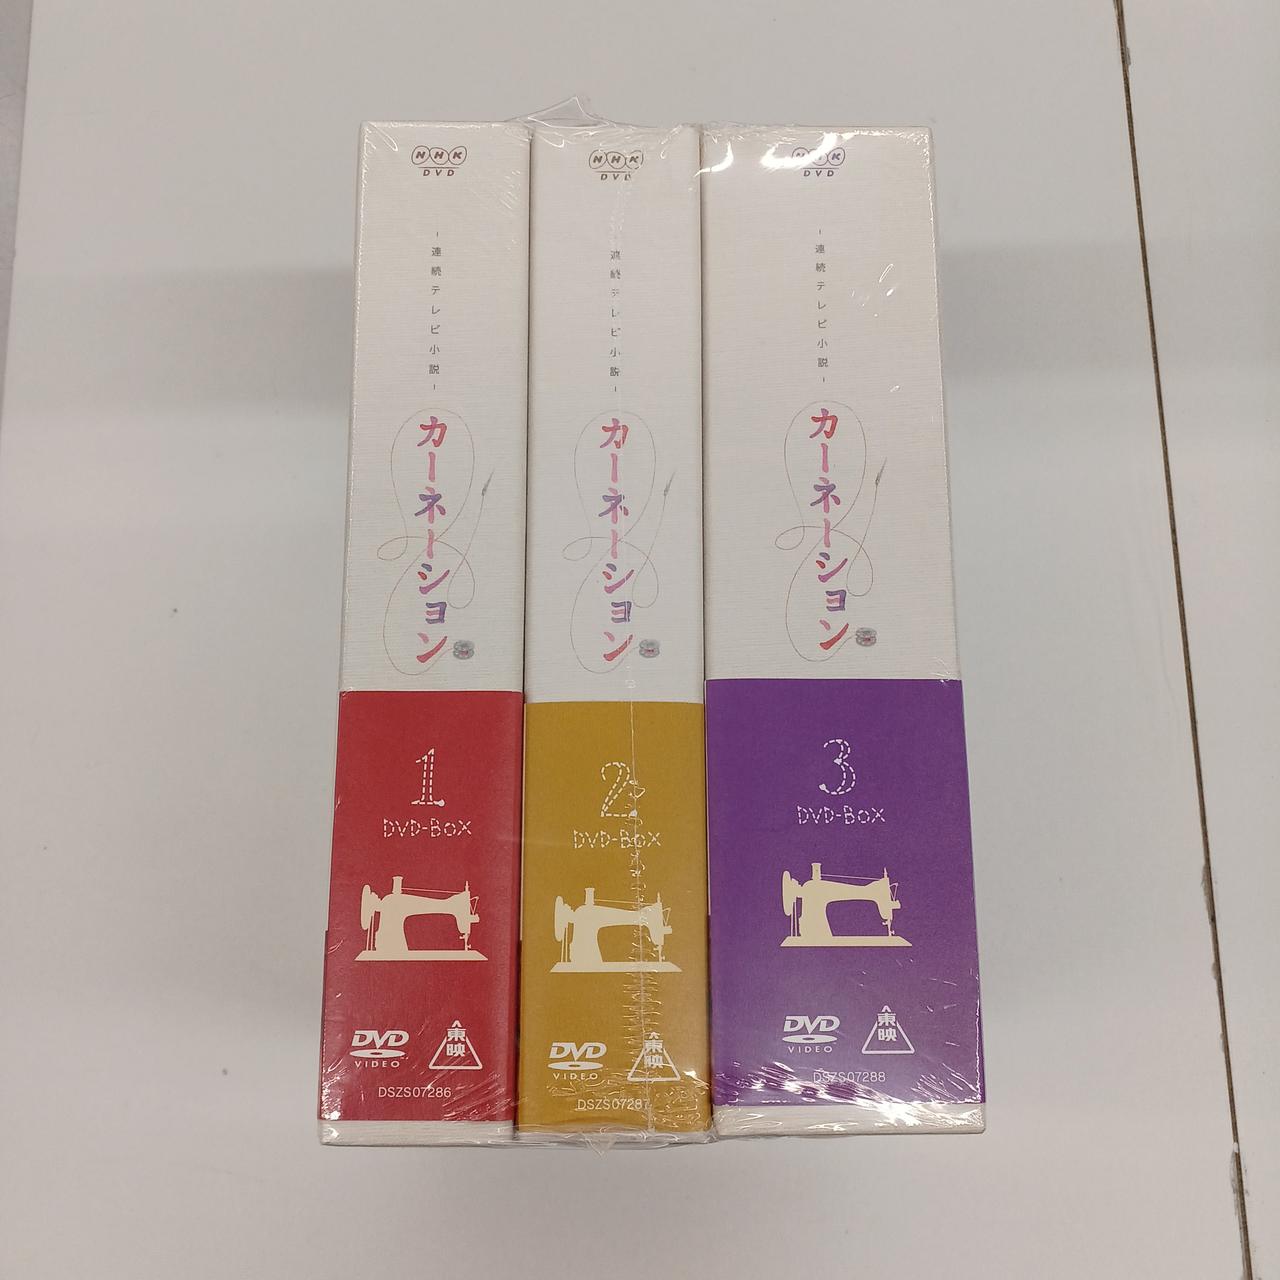 NHK
DVD
-連続テレビ小説-
カーネーション
1
DVD-BOX
DVD
VIDEO
東映
DSZS07286
NHK
DVD
-連続テレビ小説-
カーネーション
2
DVD-BOX
DVD
VIDEO
東映
DSZS07287
NHK
DVD
-連続テレビ小説-
カーネーション
3
DVD-BOX
DVD
VIDEO
東映
DSZS07288